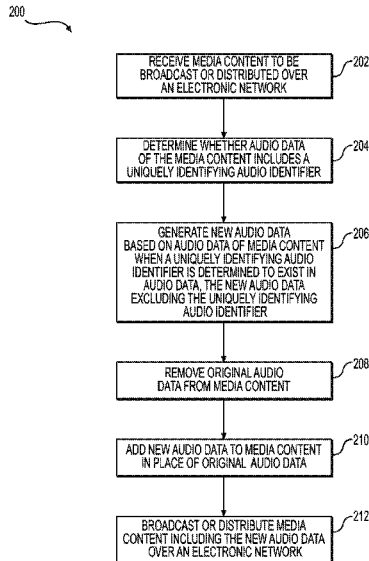 200
RECEIVE MEDIA CONTENT TO BE
BROADCAST OR DISTRIBUTED OVER
AN ELECTRONIC NETWORK
202
DETERMINE WHETHER AUDIO DATA
OF THE MEDIA CONTENT INCLUDES A
UNIQUELY IDENTIFYING AUDIO IDENTIFIER
204
GENERATE NEW AUDIO DATA
BASED ON AUDIO DATA OF MEDIA CONTENT
WHEN A UNIQUELY IDENTIFYING AUDIO
IDENTIFIER IS DETERMINED TO EXIST IN
AUDIO DATA, THE NEW AUDIO DATA
EXCLUDING THE UNIQUELY IDENTIFYING
AUDIO IDENTIFIER
206
REMOVE ORIGINAL AUDIO
DATA FROM MEDIA CONTENT
208
ADD NEW AUDIO DATA TO MEDIA CONTENT
IN PLACE OF ORIGINAL AUDIO DATA
210
BROADCAST OR DISTRIBUTE MEDIA
CONTENT INCLUDING THE NEW AUDIO DATA
OVER AN ELECTRONIC NETWORK
212